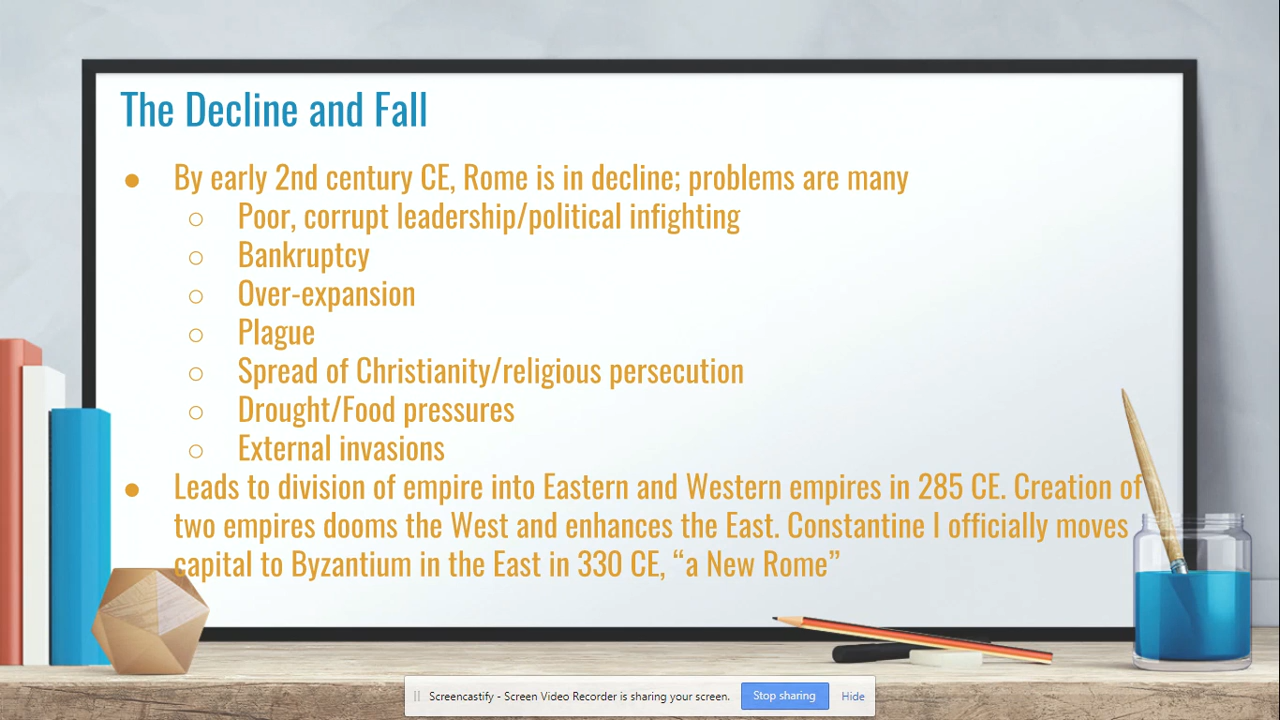 The Decline and Fall
● By early 2nd century CE, Rome is in decline; problems are many
○ Poor, corrupt leadership/political infighting
○ Bankruptcy
○ Over-expansion
○ Plague
○ Spread of Christianity/religious persecution
○ Drought/Food pressures
○ External invasions
● Leads to division of empire into Eastern and Western empires in 285 CE. Creation of
two empires dooms the West and enhances the East. Constantine I officially moves
capital to Byzantium in the East in 330 CE, “a New Rome”
Screencastify - Screen Video Recorder is sharing your screen. Stop sharing Hide